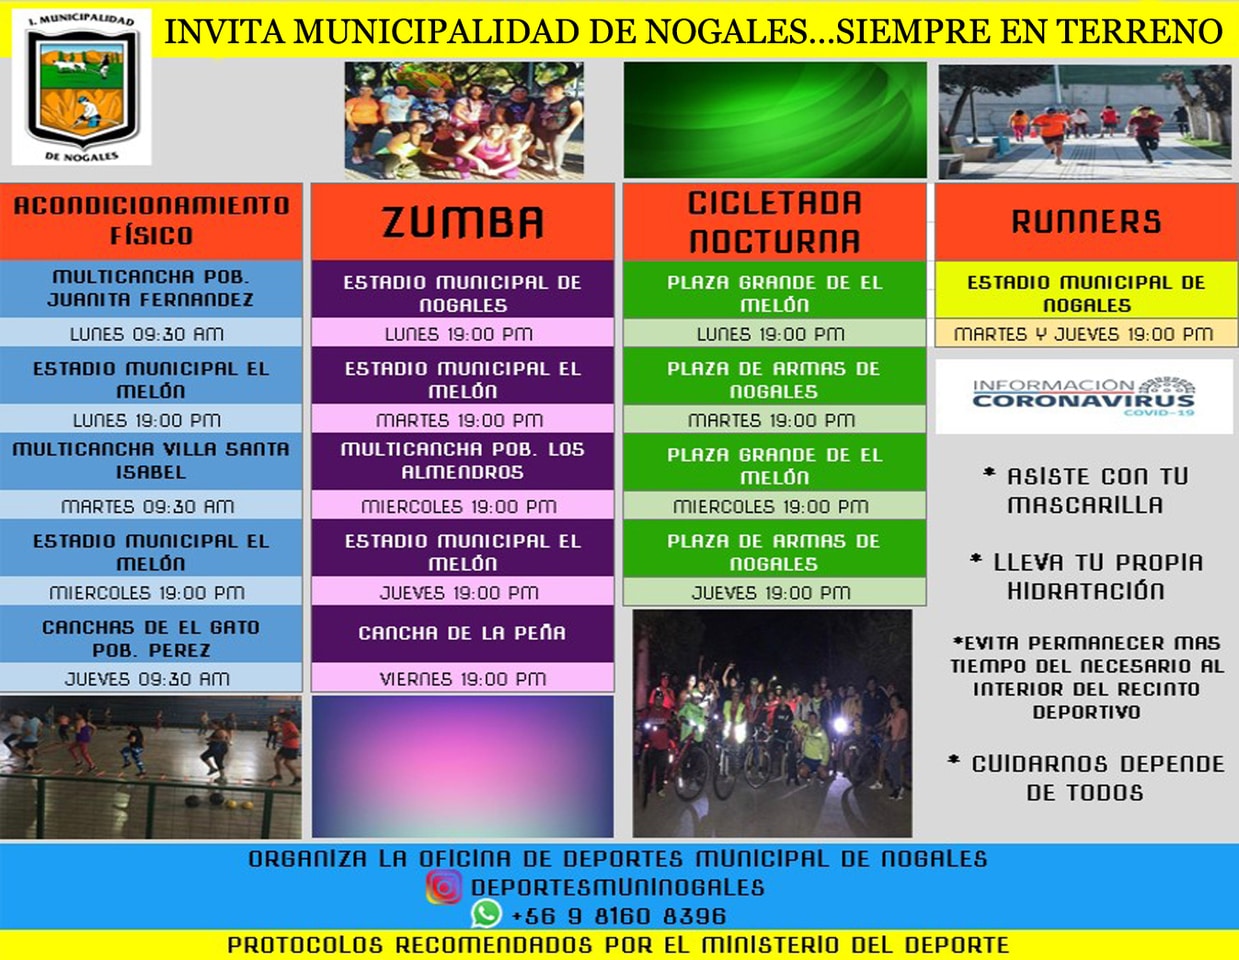 I. MUNICIPALIDAD
DE NOGALES
INVITA MUNICIPALIDAD DE NOGALES...SIEMPRE EN TERRENO
ACONDICIONAMIENTO
FÍSICO
MULTICANCHA POB.
JUANITA FERNANDEZ
LUNES 09:30 AM
ESTADIO MUNICIPAL EL
MELÓN
LUNES 19:00 PM
MULTICANCHA VILLA SANTA
ISABEL
MARTES 09:30 AM
ESTADIO MUNICIPAL EL
MELÓN
MIERCOLES 19:00 PM
CANCHAS DE EL GATO
POB. PEREZ
JUEVES 09:30 AM
ZUMBA
ESTADIO MUNICIPAL DE
NOGALES
LUNES 19:00 PM
ESTADIO MUNICIPAL EL
MELÓN
MARTES 19:00 PM
MULTICANCHA POB. LOS
ALMENDROS
MIERCOLES 19:00 PM
ESTADIO MUNICIPAL EL
MELÓN
JUEVES 19:00 PM
CANCHA DE LA PEÑA
VIERNES 19:00 PM
CICLETADA
NOCTURNA
PLAZA GRANDE DE EL
MELÓN
LUNES 19:00 PM
PLAZA DE ARMAS DE
NOGALES
MARTES 19:00 PM
PLAZA GRANDE DE EL
MELÓN
MIERCOLES 19:00 PM
PLAZA DE ARMAS DE
NOGALES
JUEVES 19:00 PM
RUNNERS
ESTADIO MUNICIPAL DE
NOGALES
MARTES Y JUEVES 19:00 PM
INFORMACIÓN
CORONAVIRUS
COVID-19
* ASISTE CON TU
MASCARILLA
* LLEVA TU PROPIA
HIDRATACIÓN
*EVITA PERMANECER MAS
TIEMPO DEL NECESARIO AL
INTERIOR DEL RECINTO
DEPORTIVO
* CUIDARNOS DEPENDE
DE TODOS
ORGANIZA LA OFICINA DE DEPORTES MUNICIPAL DE NOGALES
DEPORTESMUNINOGALES
+56 9 8160 8396
PROTOCOLOS RECOMENDADOS POR EL MINISTERIO DEL DEPORTE